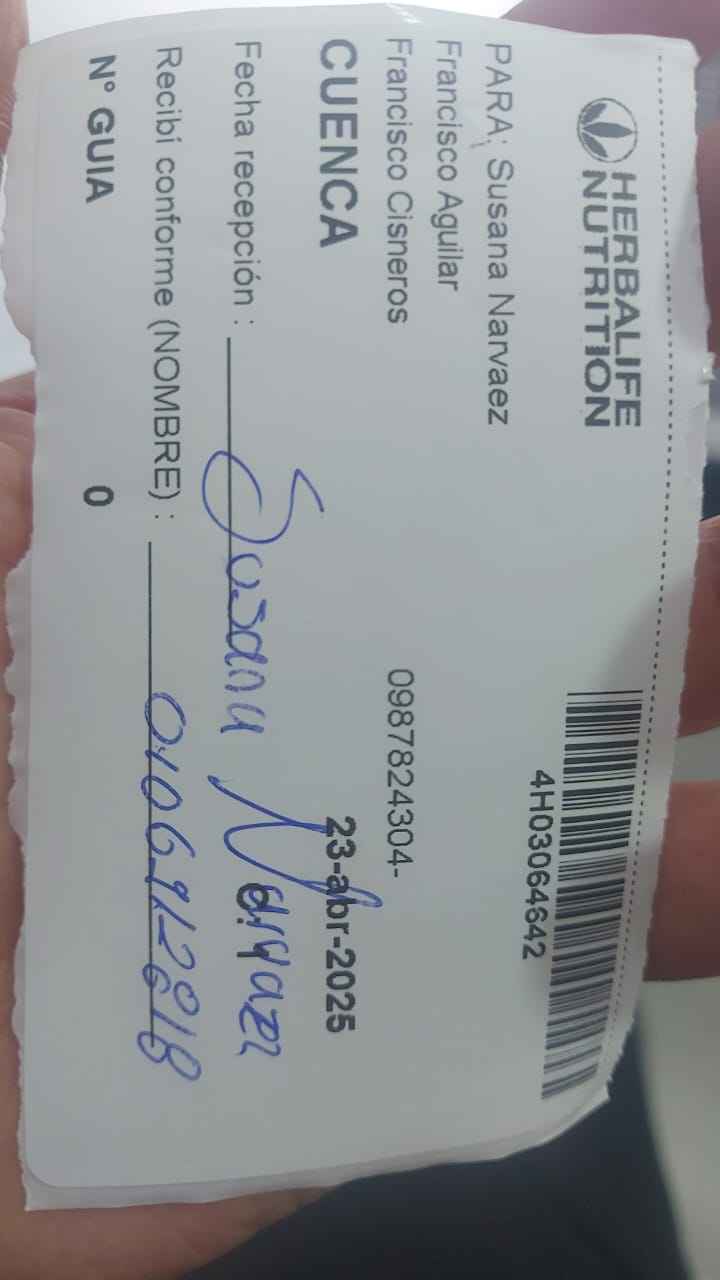 HERBALIFE
NUTRITION
4H03064642
PARA: Susana Narvaez
Francisco Aguilar
Francisco Cisneros 0987824304-
CUENCA 23-abr-2025
Fecha recepción : Susana Narvaez
Recibí conforme (NOMBRE) :
N° GUIA 0